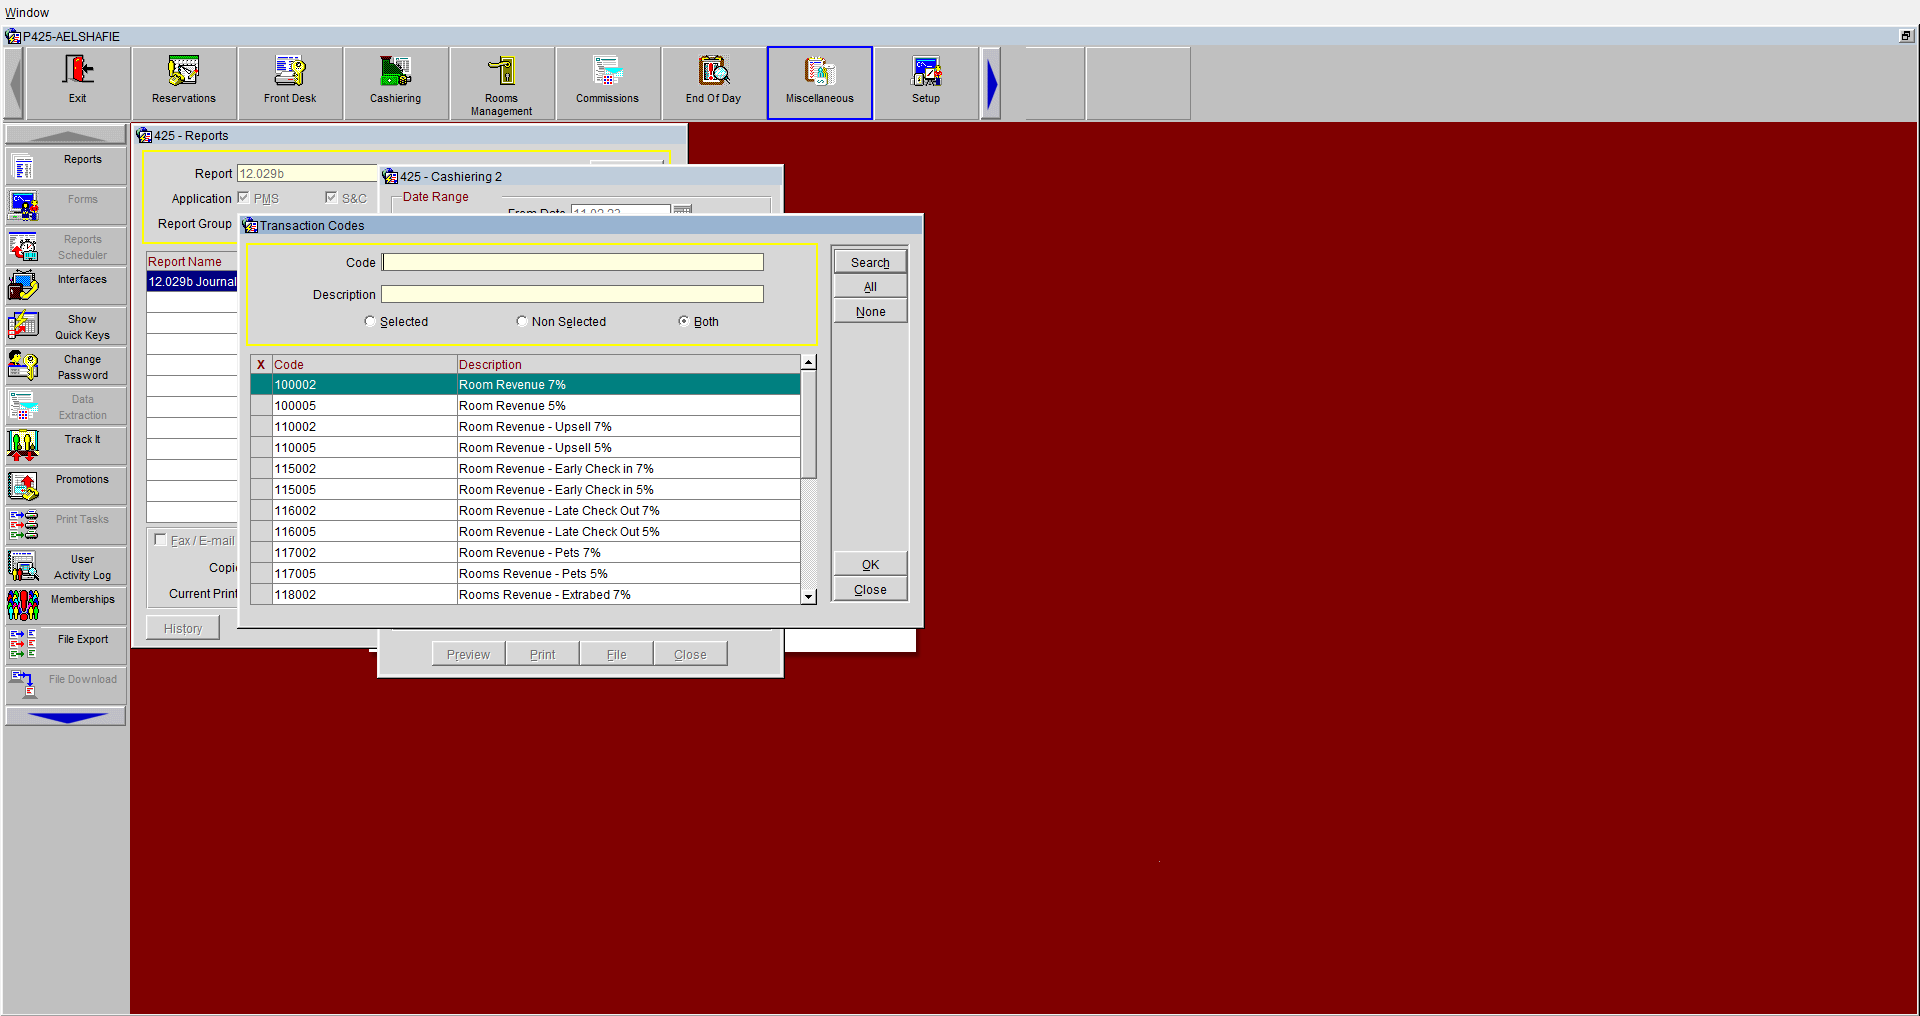 Window
P425-AELSHAFIE
Exit
Reservations
Front Desk
Cashiering
Rooms
Management
Commissions
End Of Day
Miscellaneous
Setup
Reports
Forms
Reports
Scheduler
Interfaces
Show
Quick Keys
Change
Password
Data
Extraction
Track It
Promotions
Print Tasks
User
Activity Log
Memberships
File Export
File Download
425 - Reports
Report 12.029b
Application PMS S&C
Report Group
Report Name
12.029b Journal
Fax / E-mail
Copie
Current Print
History
425 - Cashiering 2
Date Range
From Date 11.02.23
Preview Print File Close
Transaction Codes
Code
Description
Selected Non Selected Both
Search
All
None
OK
Close
X Code Description
100002 Room Revenue 7%
100005 Room Revenue 5%
110002 Room Revenue - Upsell 7%
110005 Room Revenue - Upsell 5%
115002 Room Revenue - Early Check in 7%
115005 Room Revenue - Early Check in 5%
116002 Room Revenue - Late Check Out 7%
116005 Room Revenue - Late Check Out 5%
117002 Room Revenue - Pets 7%
117005 Rooms Revenue - Pets 5%
118002 Rooms Revenue - Extrabed 7%